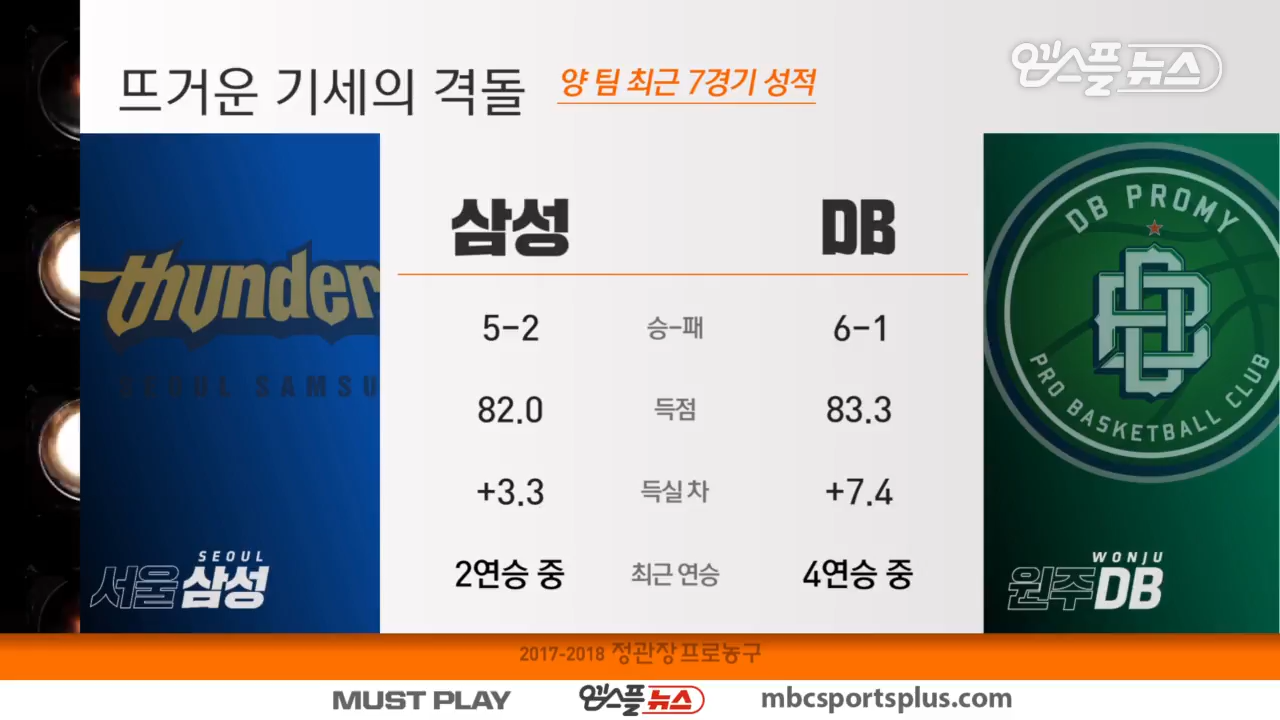 뜨거운 기세의 격돌 양 팀 최근 7경기 성적
엠스플 뉴스
thunder
SEOUL SAMSU
삼성 DB
5-2 승-패 6-1
82.0 득점 83.3
+3.3 득실 차 +7.4
2연승 중 최근 연승 4연승 중
DB PROMY
DB
PRO BASKETBALL CLUB
SEOUL
서울 삼성
WONJU
원주 DB
2017-2018 정관장 프로농구
MUST PLAY 엠스플 뉴스 mbcsportsplus.com